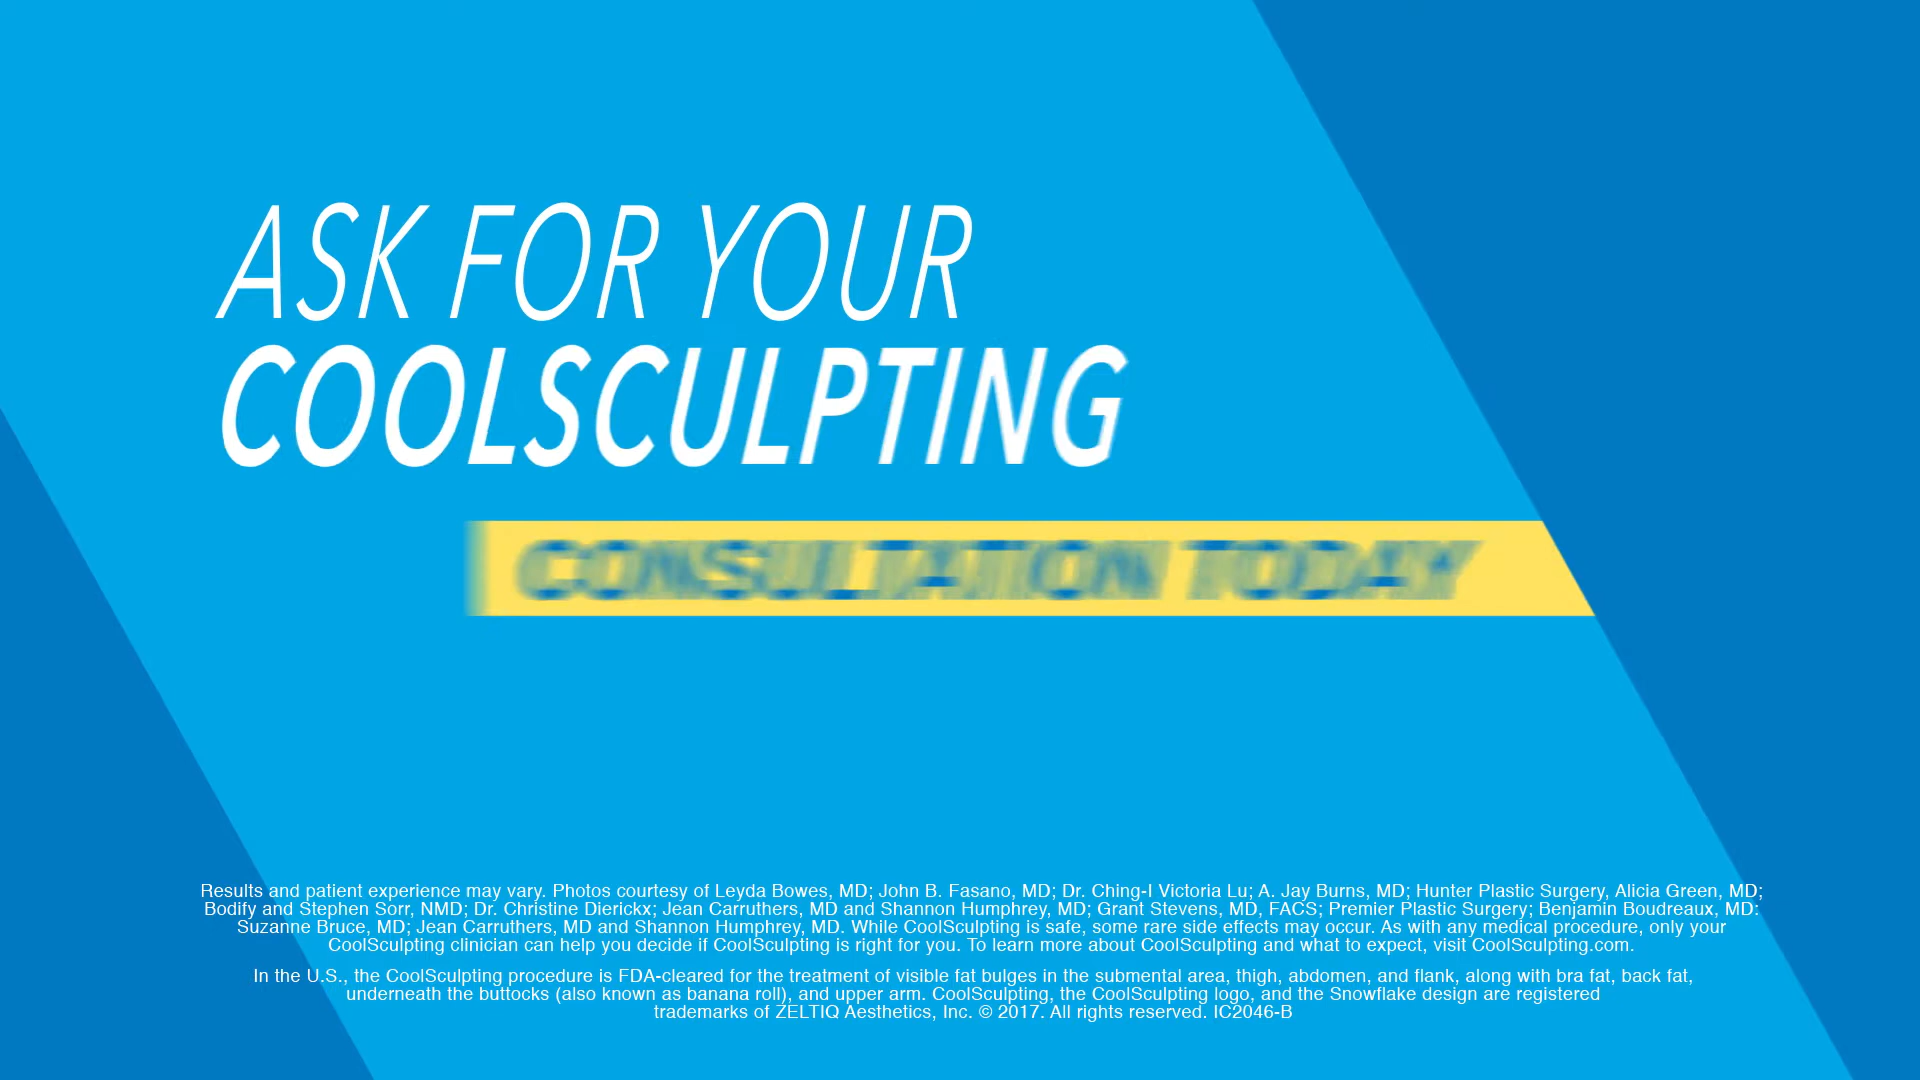 ASK FOR YOUR
COOLSCULPTING
CONSULTATION TODAY
Results and patient experience may vary. Photos courtesy of Leyda Bowes, MD; John B. Fasano, MD; Dr. Ching-I Victoria Lu; A. Jay Burns, MD; Hunter Plastic Surgery, Alicia Green, MD;
Bodify and Stephen Sorr, NMD; Dr. Christine Dierickx; Jean Carruthers, MD and Shannon Humphrey, MD; Grant Stevens, MD, FACS; Premier Plastic Surgery; Benjamin Boudreaux, MD:
Suzanne Bruce, MD; Jean Carruthers, MD and Shannon Humphrey, MD. While CoolSculpting is safe, some rare side effects may occur. As with any medical procedure, only your
CoolSculpting clinician can help you decide if CoolSculpting is right for you. To learn more about CoolSculpting and what to expect, visit CoolSculpting.com.
In the U.S., the CoolSculpting procedure is FDA-cleared for the treatment of visible fat bulges in the submental area, thigh, abdomen, and flank, along with bra fat, back fat,
underneath the buttocks (also known as banana roll), and upper arm. CoolSculpting, the CoolSculpting logo, and the Snowflake design are registered
trademarks of ZELTIQ Aesthetics, Inc. © 2017. All rights reserved. IC2046-B